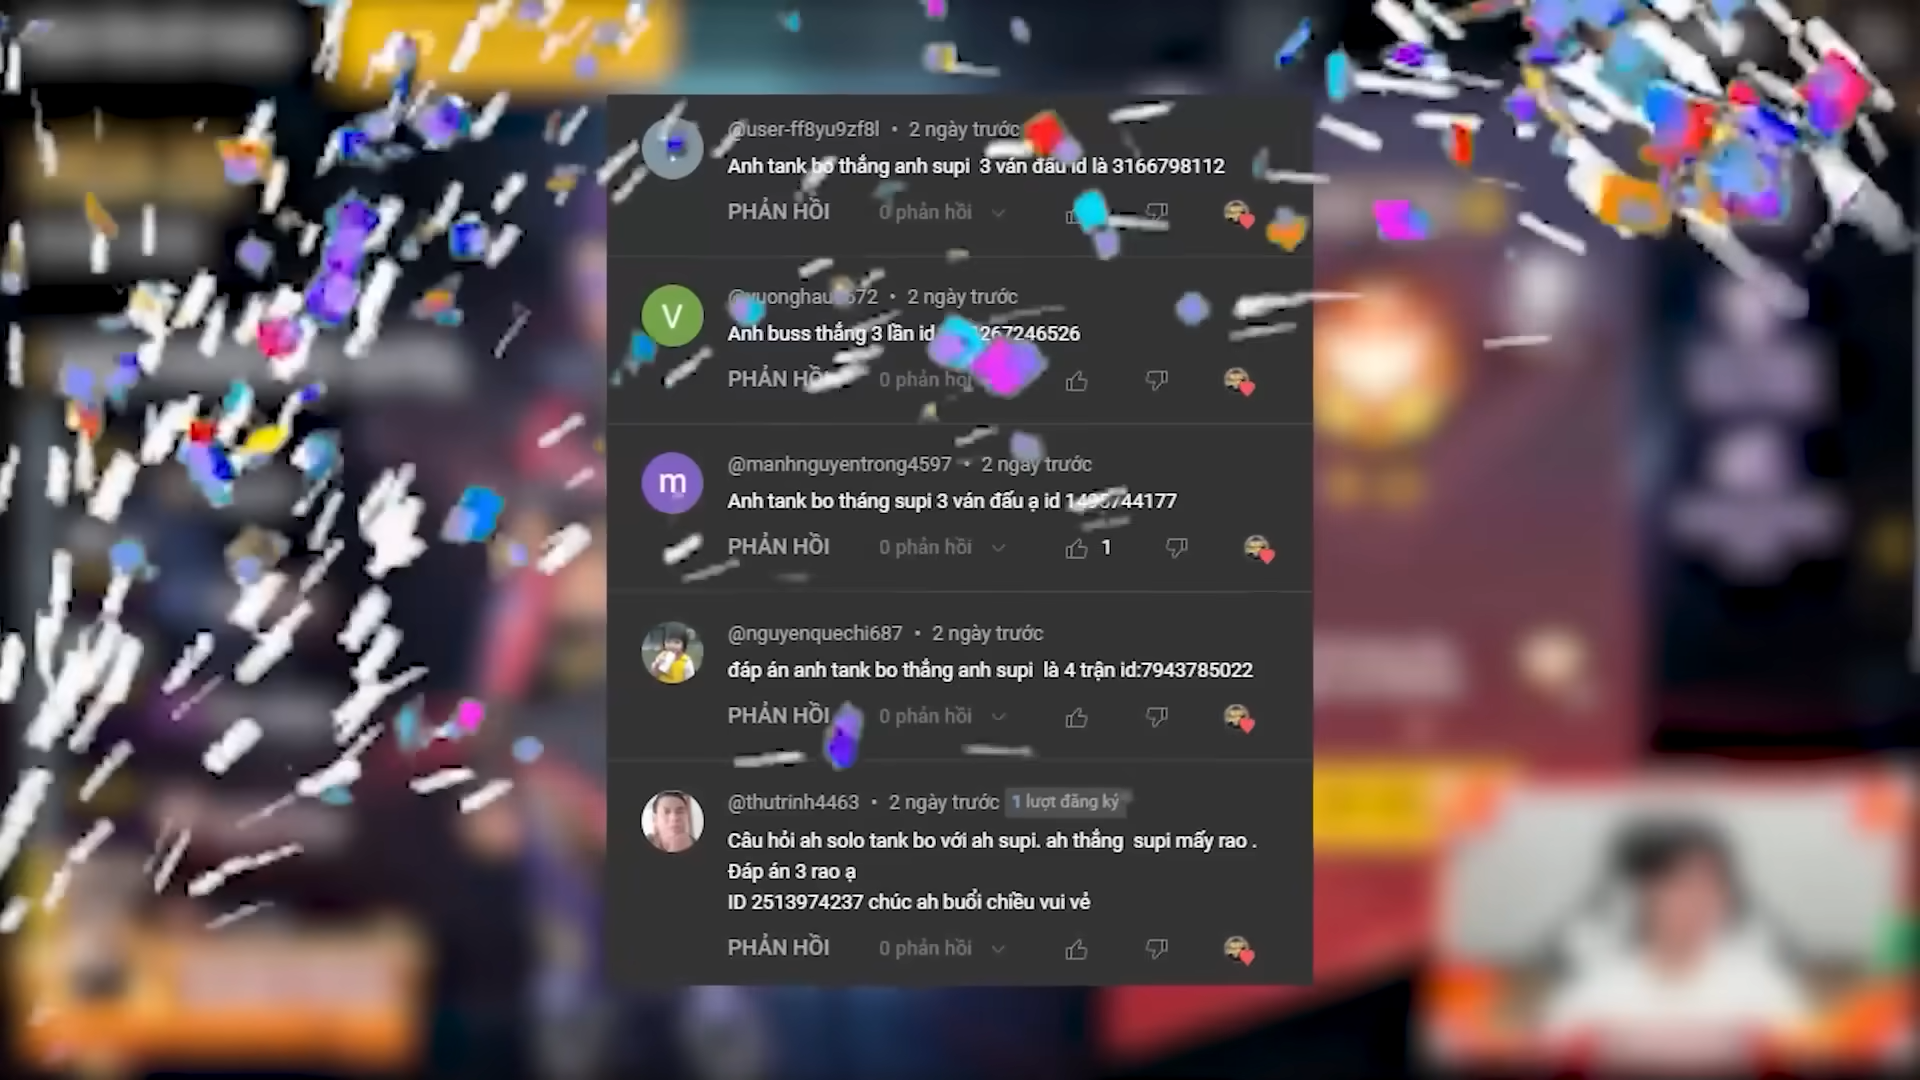 @user-ff8yu9zf8l • 2 ngày trước
Anh tank bo thắng anh supi 3 ván đấu id là 3166798112
PHẢN HỒI 0 phản hồi
V 2 ngày trước
Anh buss thắng 3 lần id
PHẢN HỒI 0 phản hồi
m @manhnguyentrong4597 • 2 ngày trước
Anh tank bo tháng supi 3 ván đấu ạ id
PHẢN HỒI 0 phản hồi 1
@nguyenquechi687 • 2 ngày trước
đáp án anh tank bo thắng anh supi là 4 trận id:7943785022
PHẢN HỒI 0 phản hồi
@thutrinh4463 • 2 ngày trước 1 lượt đăng ký
Câu hỏi ah solo tank bo với ah supi. ah thắng supi mấy rao .
Đáp án 3 rao ạ
ID 2513974237 chúc ah buổi chiều vui vẻ
PHẢN HỒI 0 phản hồi